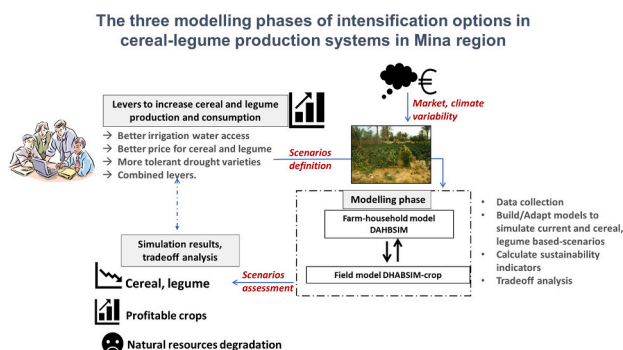 The three modelling phases of intensification options in
cereal-legume production systems in Mina region
Levers to increase cereal and legume
production and consumption
→ Better irrigation water access
→ Better price for cereal and legume
→ More tolerant drought varieties
→ Combined levers.
€
Market, climate
variability
Scenarios
definition
Modelling phase
Farm-household model
DAHBSIM
Field model DHABSIM-crop
• Data collection
• Build/Adapt models to
simulate current and cereal,
legume based-scenarios
• Calculate sustainability
indicators
• Tradeoff analysis
Simulation results,
tradeoff analysis
Scenarios
assessment
Cereal, legume
Profitable crops
Natural resources degradation